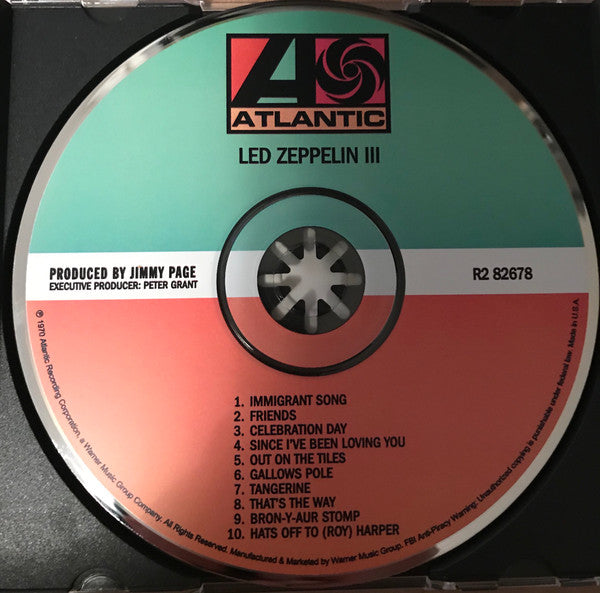 ATLANTIC
LED ZEPPELIN III
PRODUCED BY JIMMY PAGE
EXECUTIVE PRODUCER: PETER GRANT
R2 82678
1. IMMIGRANT SONG
2. FRIENDS
3. CELEBRATION DAY
4. SINCE I'VE BEEN LOVING YOU
5. OUT ON THE TILES
6. GALLOWS POLE
7. TANGERINE
8. THAT'S THE WAY
9. BRON-Y-AUR STOMP
10. HATS OFF TO (ROY) HARPER
℗ 1970 Atlantic Recording Corporation, a Warner Music Group Company. All Rights Reserved. Manufactured & Marketed by Warner Music Group. FBI Anti-Piracy Warning: Unauthorized copying is punishable under federal law. Made in U.S.A.